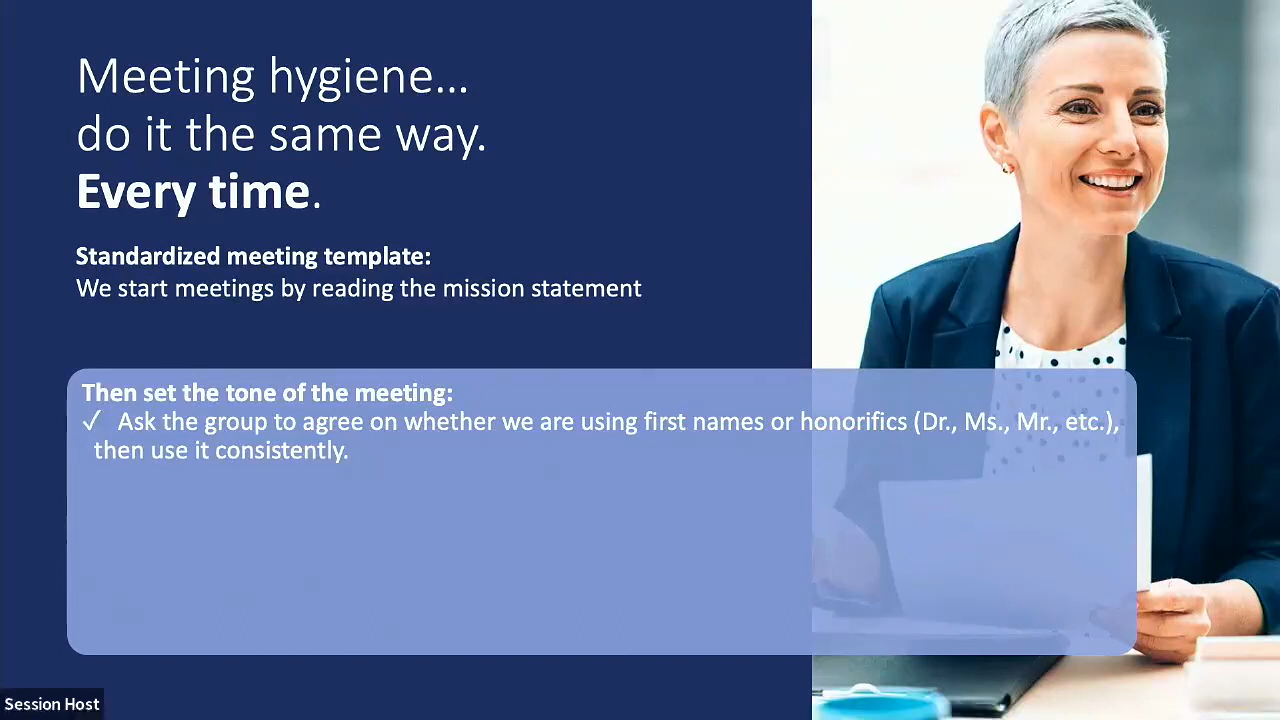 Meeting hygiene…
do it the same way.
Every time.
Standardized meeting template:
We start meetings by reading the mission statement
Then set the tone of the meeting:
✓ Ask the group to agree on whether we are using first names or honorifics (Dr., Ms., Mr., etc.),
then use it consistently.
Session Host